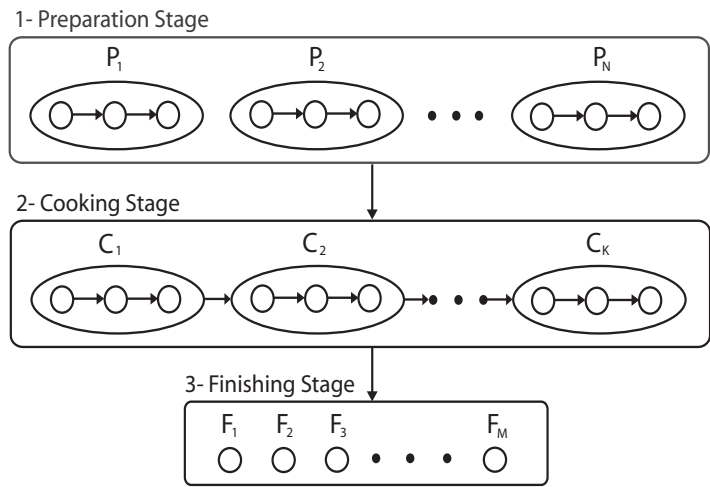 1- Preparation Stage
P1 P2 PN
2- Cooking Stage
C1 C2 CK
3- Finishing Stage
F1 F2 F3 FM